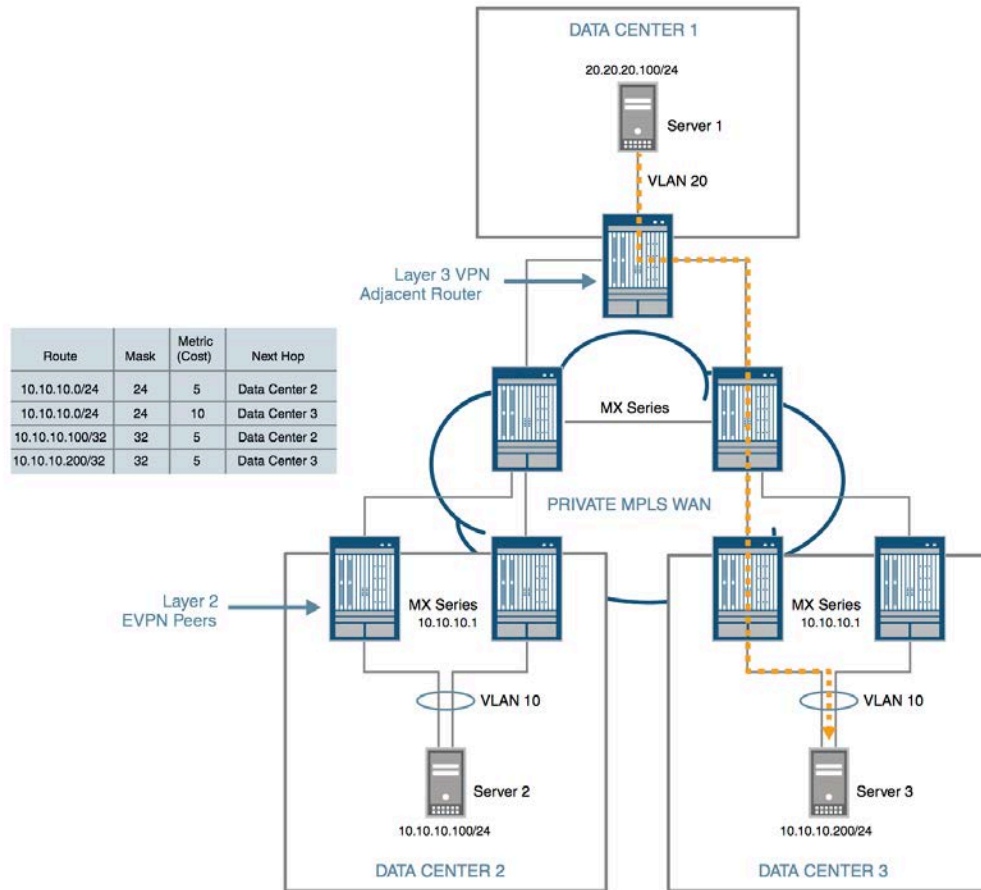 DATA CENTER 1
20.20.20.100/24
Server 1
VLAN 20
Layer 3 VPN
Adjacent Router
Route Mask Metric (Cost) Next Hop
10.10.10.0/24 24 5 Data Center 2
10.10.10.0/24 24 10 Data Center 3
10.10.10.100/32 32 5 Data Center 2
10.10.10.200/32 32 5 Data Center 3
MX Series
PRIVATE MPLS WAN
Layer 2
EVPN Peers
MX Series
10.10.10.1
VLAN 10
Server 2
10.10.10.100/24
DATA CENTER 2
MX Series
10.10.10.1
VLAN 10
Server 3
10.10.10.200/24
DATA CENTER 3